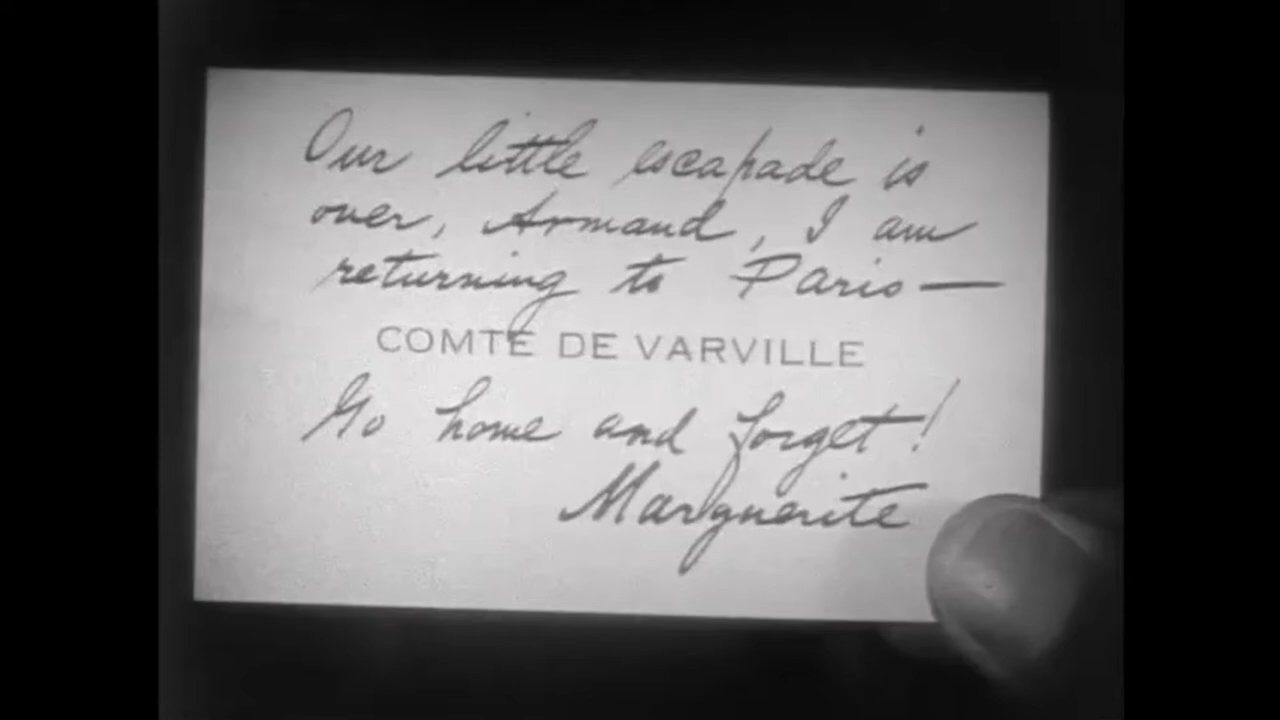 Our little escapade is
over, Armand, I am
returning to Paris—
COMTE DE VARVILLE
Go home and forget!
Marguerite